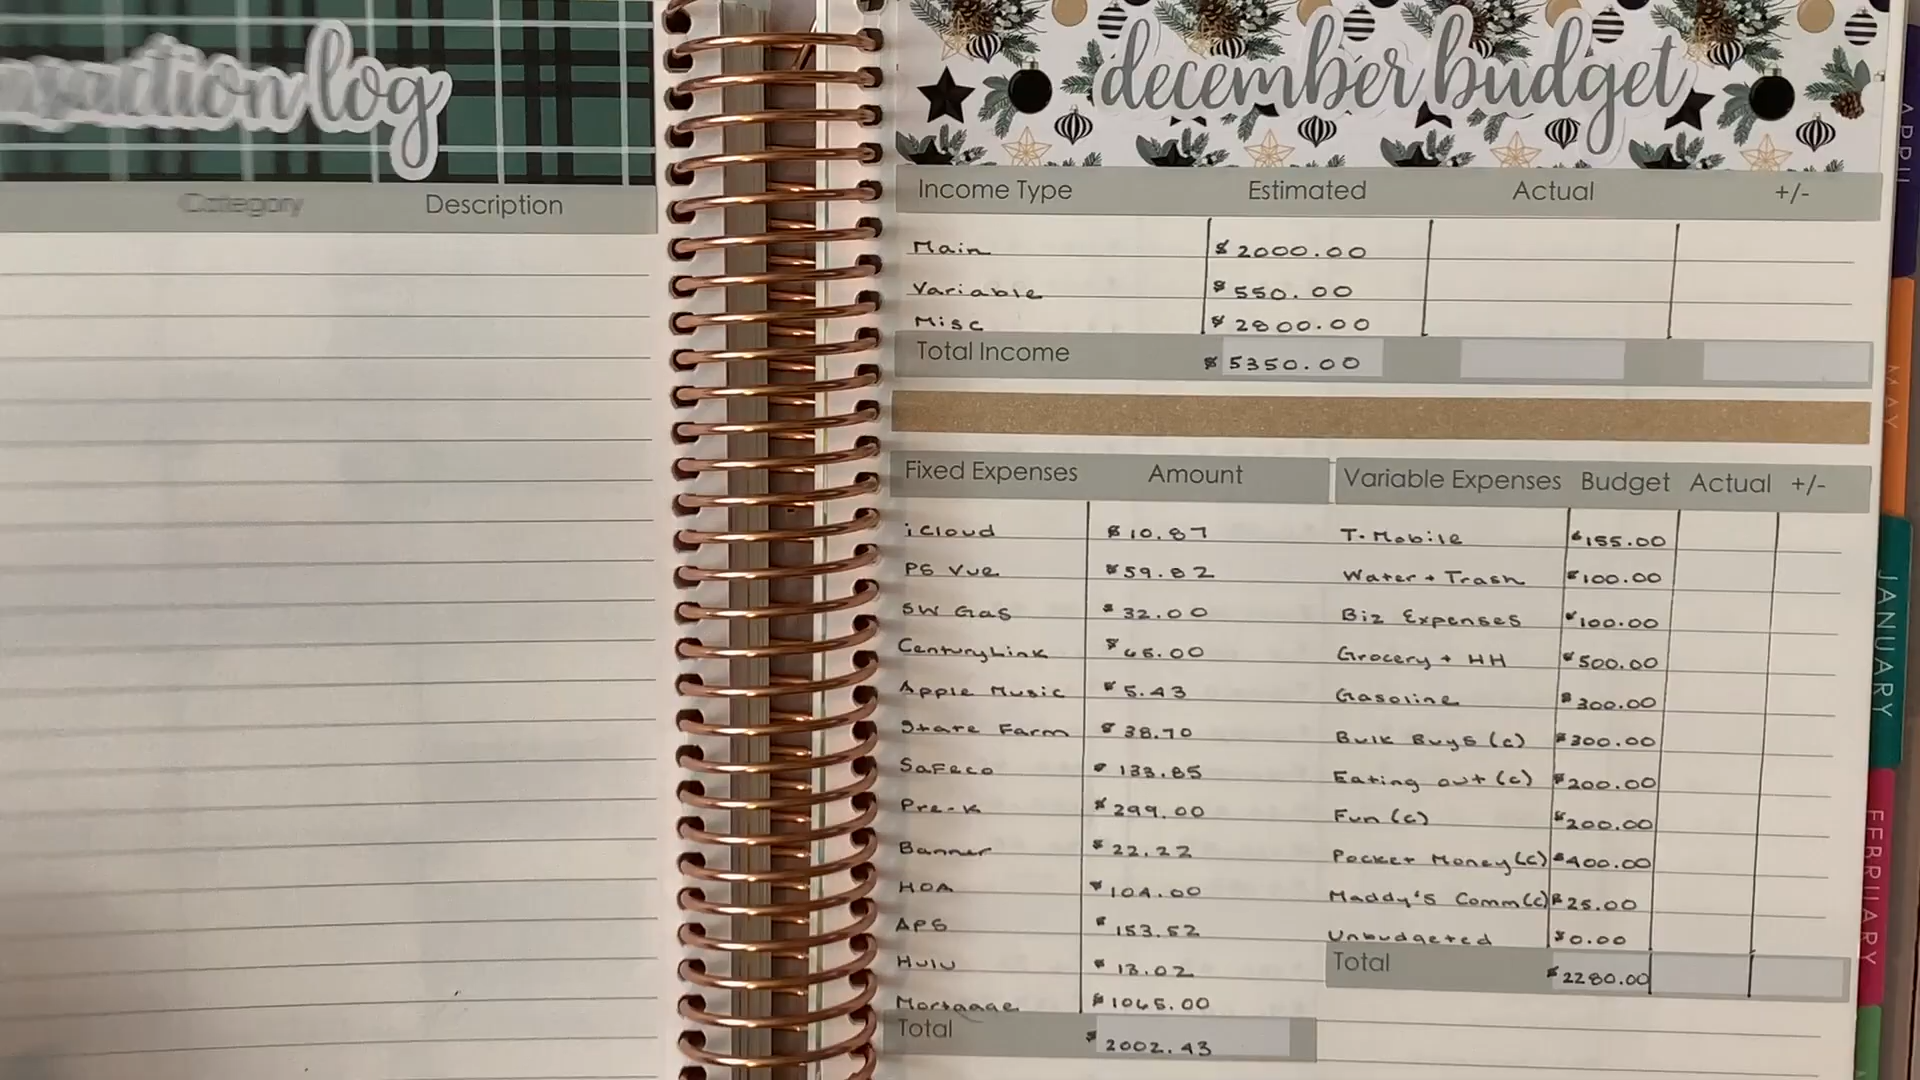 nsaction log
Category Description
december budget
Income Type Estimated Actual +/-
Main $2000.00
Variable $550.00
Misc $2800.00
Total Income $5350.00
Fixed Expenses Amount
iCloud $10.87
PS Vue $59.82
SW Gas $32.00
CenturyLink $65.00
Apple Music $5.43
State Farm $38.70
Safeco $133.85
Pre-K $299.00
Banner $22.22
HOA $104.00
APS $153.52
Hulu $13.02
Mortgage $1065.00
Total $2002.43
Variable Expenses Budget Actual +/-
T-Mobile $155.00
Water + Trash $100.00
Biz Expenses $100.00
Grocery + HH $500.00
Gasoline $300.00
Bulk Buys (c) $300.00
Eating out (c) $200.00
Fun (c) $200.00
Pocket Money (c) $400.00
Maddy's Comm (c) $25.00
Unbudgeted $0.00
Total $2280.00
APRIL
MAY
JANUARY
FEBRUARY